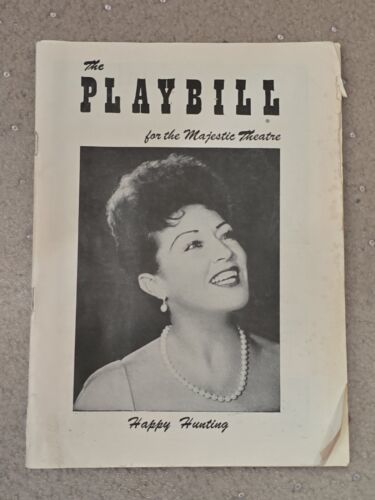 The
PLAYBILL
for the Majestic Theatre
Happy Hunting